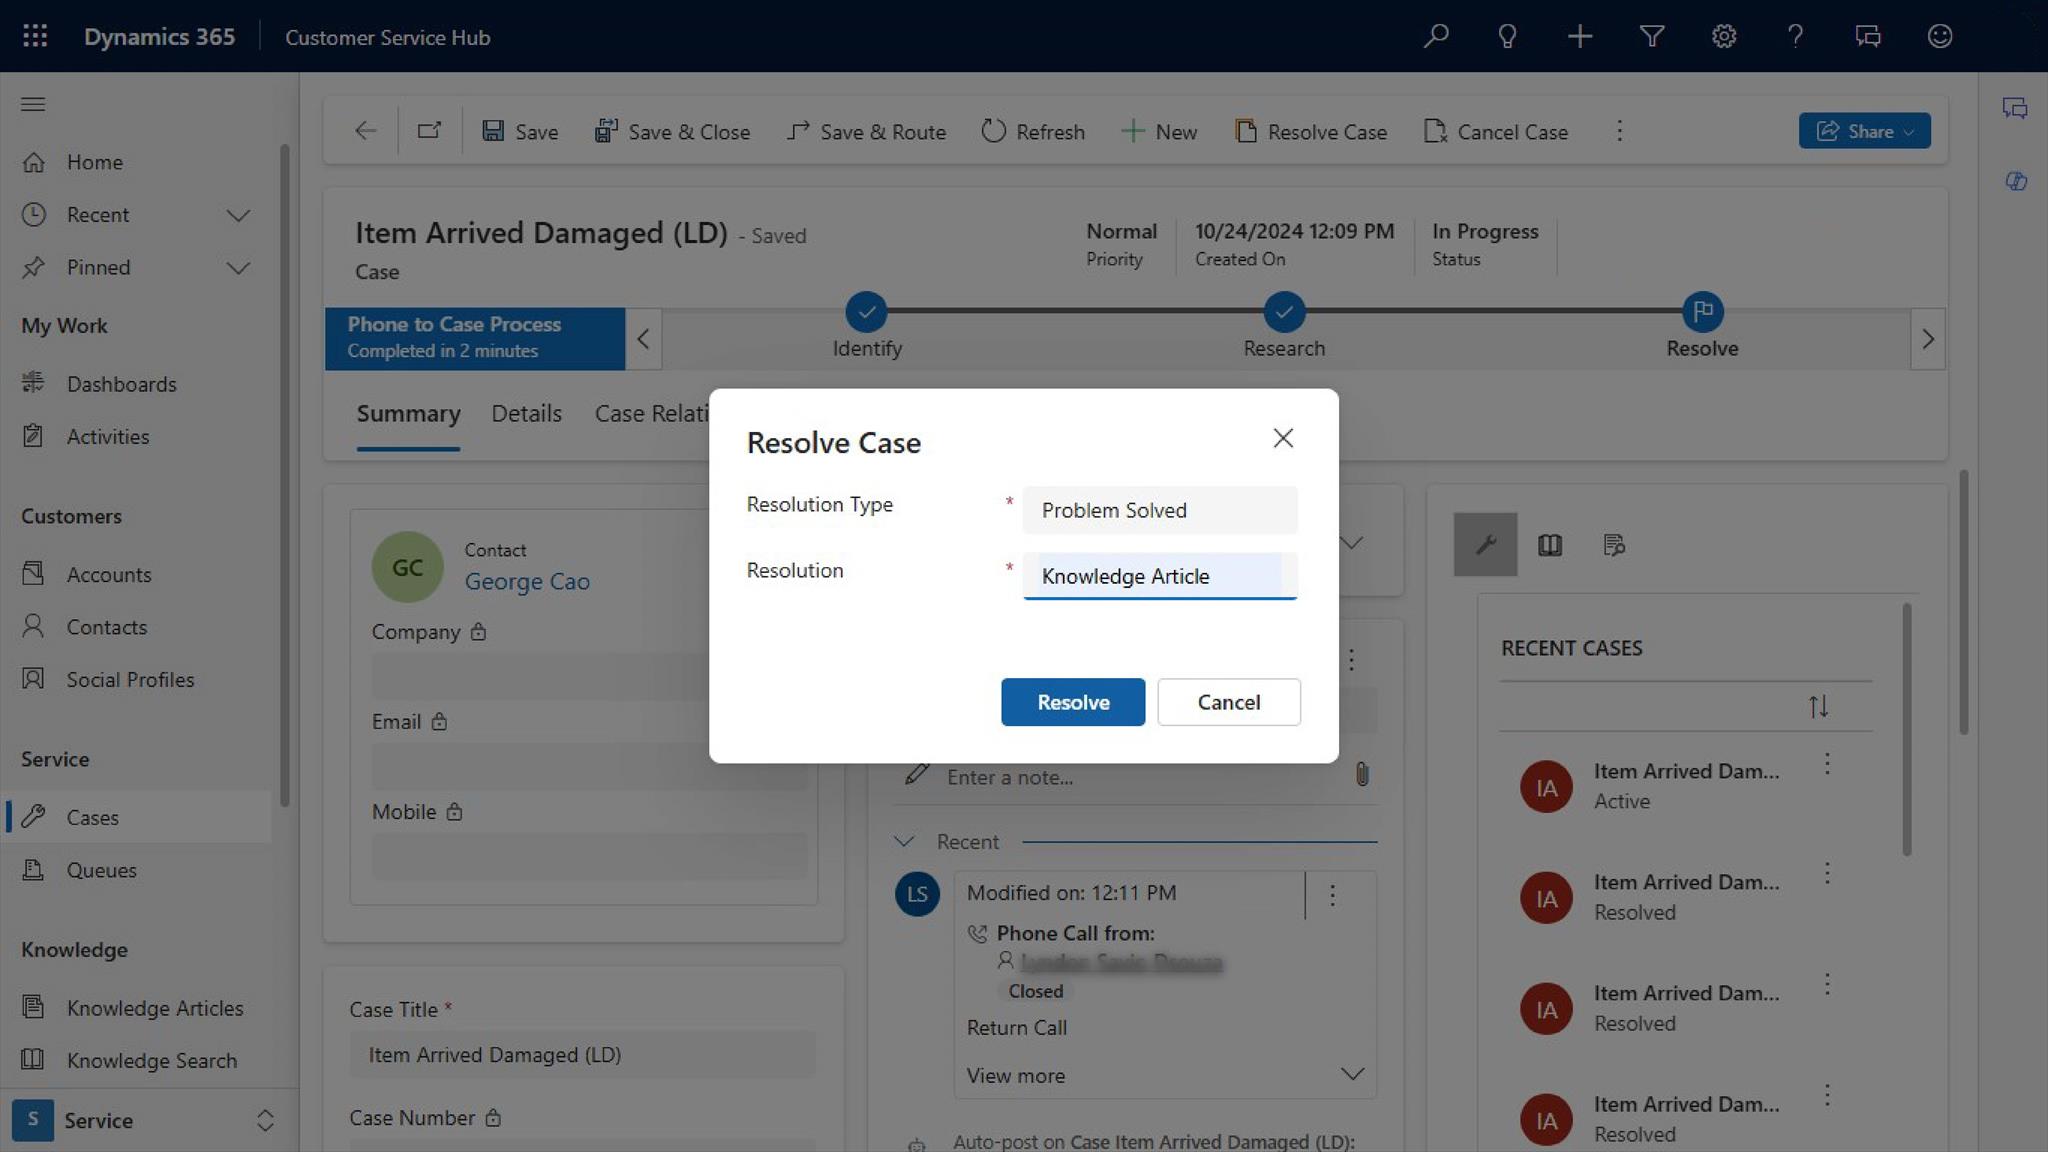 Dynamics 365
Customer Service Hub
Home
Recent
Pinned
My Work
Dashboards
Activities
Customers
Accounts
Contacts
Social Profiles
Service
Cases
Queues
Knowledge
Knowledge Articles
Knowledge Search
S Service
Save
Save & Close
Save & Route
Refresh
New
Resolve Case
Cancel Case
Share
Item Arrived Damaged (LD) - Saved
Case
Normal
Priority
10/24/2024 12:09 PM
Created On
In Progress
Status
Phone to Case Process
Completed in 2 minutes
Identify
Research
Resolve
Summary
Details
Case Relati
Resolve Case
Resolution Type *
Problem Solved
Resolution *
Knowledge Article
Resolve
Cancel
GC
Contact
George Cao
Company
Email
Mobile
Case Title *
Item Arrived Damaged (LD)
Case Number
Enter a note...
Recent
LS
Modified on: 12:11 PM
Phone Call from:
Closed
Return Call
View more
Auto-post on Case Item Arrived Damaged (LD):
RECENT CASES
IA
Item Arrived Dam...
Active
IA
Item Arrived Dam...
Resolved
IA
Item Arrived Dam...
Resolved
IA
Item Arrived Dam...
Resolved